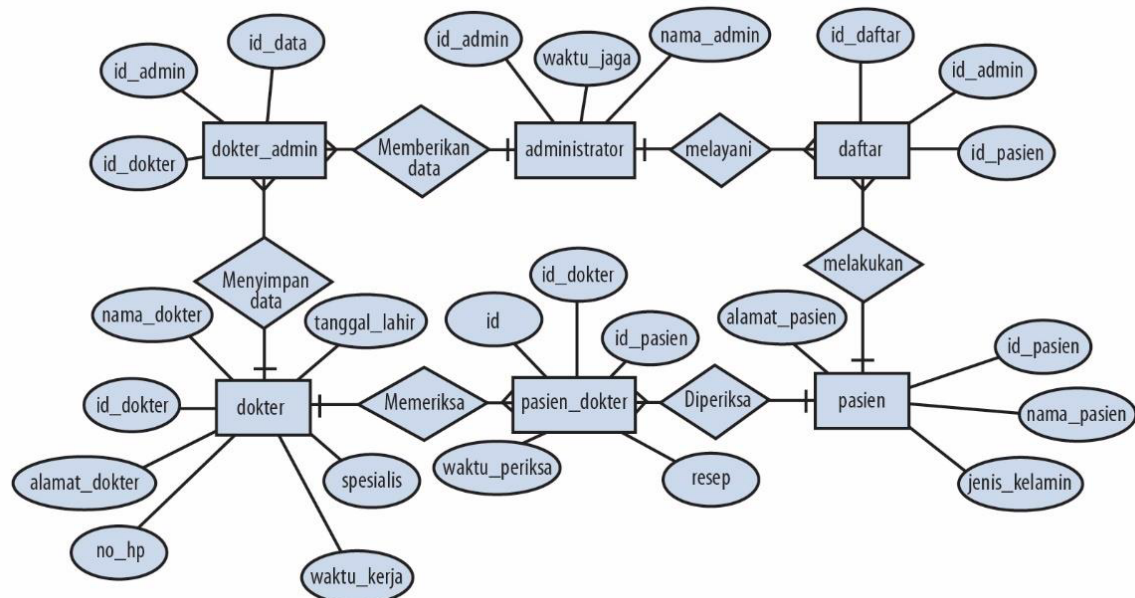 id_data
id_admin
nama_admin
id_daftar
waktu_jaga
id_admin
id_admin
id_dokter
dokter_admin
Memberikan
data
administrator
melayani
daftar
id_pasien
Menyimpan
data
id_dokter
melakukan
nama_dokter
tanggal_lahir
id
id_pasien
alamat_pasien
id_pasien
id_dokter
dokter
Memeriksa
pasien_dokter
Diperiksa
pasien
nama_pasien
alamat_dokter
spesialis
waktu_periksa
resep
jenis_kelamin
no_hp
waktu_kerja